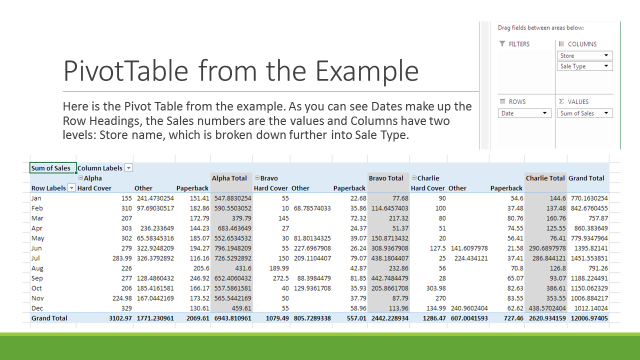 Drag fields between areas below:
FILTERS
COLUMNS
Store
Sale Type
ROWS
VALUES
Date
Sum of Sales
PivotTable from the Example
Here is the Pivot Table from the example. As you can see Dates make up the
Row Headings, the Sales numbers are the values and Columns have two
levels: Store name, which is broken down further into Sale Type.
Sum of Sales Column Labels
Alpha Alpha Total Bravo Bravo Total Charlie Charlie Total Grand Total
Row Labels Hard Cover Other Paperback Hard Cover Other Paperback Hard Cover Other Paperback
Jan 155 241.4730254 151.41 547.8830254 55 22.68 77.68 90 54.6 144.6 770.1630254
Feb 310 97.69030517 182.86 590.5503052 10 68.78574033 35.86 114.6457403 100 37.48 137.48 842.6760455
Mar 207 172.79 379.79 145 72.32 217.32 80 80.76 160.76 757.87
Apr 303 236.233649 144.23 683.463649 27 24.37 51.37 51 74.55 125.55 860.383649
May 302 65.58345316 185.07 552.6534532 30 81.80134325 39.07 150.8713432 20 56.41 76.41 779.9347964
Jun 279 322.9248209 194.27 796.1948209 55 227.6967908 26.24 308.9367908 127.5 141.6097978 21.58 290.6897978 1395.82141
Jul 283.99 326.3792892 116.16 726.5292892 150 209.1104407 79.07 438.1804407 25 224.434121 37.41 286.844121 1451.553851
Aug 226 205.6 431.6 189.99 42.87 232.86 56 70.8 126.8 791.26
Sep 277 128.4860432 246.92 652.4060432 272.5 88.3984479 81.85 442.7484479 28 65.07 93.07 1188.224491
Oct 206 185.4161581 166.17 557.5861581 40 129.9361708 35.93 205.8661708 303.98 82.63 386.61 1150.062329
Nov 224.98 167.0442169 173.52 565.5442169 50 37.79 87.79 270 83.55 353.55 1006.884217
Dec 329 130.61 459.61 55 58.96 113.96 134.99 240.9602404 62.62 438.5702404 1012.14024
Grand Total 3102.97 1771.230961 2069.61 6943.810961 1079.49 805.7289338 557.01 2442.228934 1286.47 607.0041593 727.46 2620.934159 12006.97405